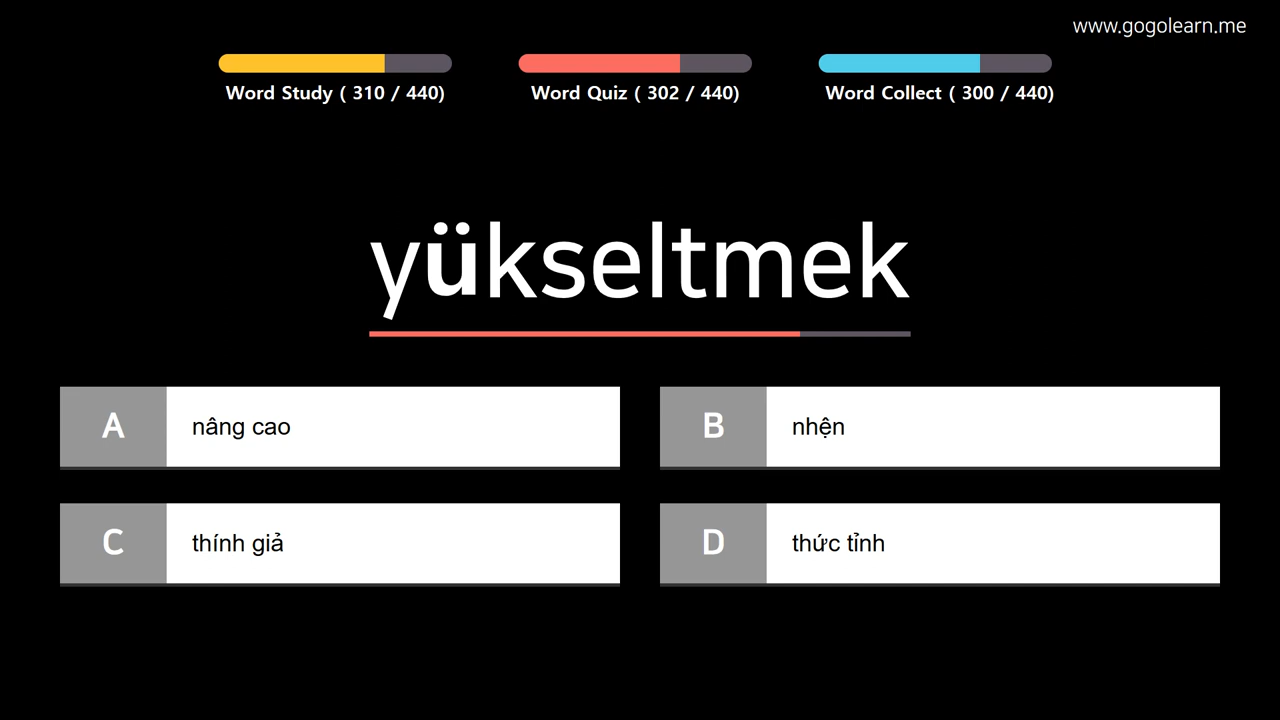 www.gogolearn.me
Word Study ( 310 / 440)
Word Quiz ( 302 / 440)
Word Collect ( 300 / 440)
yükseltmek
A nâng cao
B nhện
C thính giả
D thức tỉnh